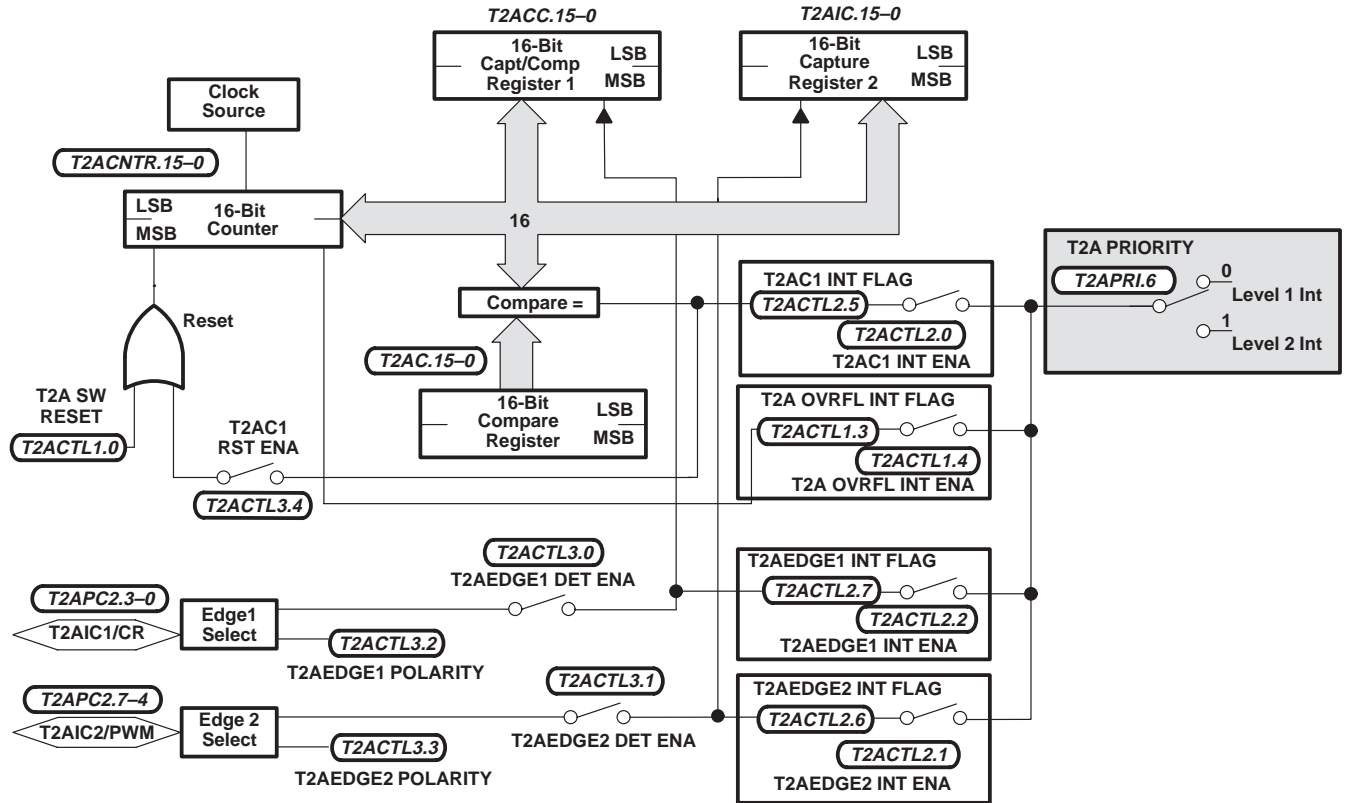 T2ACC.15–0
T2AIC.15–0
16-Bit
Capt/Comp
Register 1
LSB
MSB
16-Bit
Capture
Register 2
LSB
MSB
Clock
Source
T2ACNTR.15–0
LSB
MSB
16-Bit
Counter
16
T2A PRIORITY
T2APRI.6
0
Level 1 Int
1
Level 2 Int
T2AC1 INT FLAG
T2ACTL2.5
T2ACTL2.0
T2AC1 INT ENA
Compare =
Reset
T2AC.15–0
16-Bit
Compare
Register
LSB
MSB
T2A SW
RESET
T2ACTL1.0
T2AC1
RST ENA
T2ACTL3.4
T2A OVRFL INT FLAG
T2ACTL1.3
T2ACTL1.4
T2A OVRFL INT ENA
T2ACTL3.0
T2AEDGE1 DET ENA
T2AEDGE1 INT FLAG
T2ACTL2.7
T2ACTL2.2
T2AEDGE1 INT ENA
T2APC2.3–0
T2AIC1/CR
Edge1
Select
T2ACTL3.2
T2AEDGE1 POLARITY
T2ACTL3.1
T2AEDGE2 DET ENA
T2AEDGE2 INT FLAG
T2ACTL2.6
T2ACTL2.1
T2AEDGE2 INT ENA
T2APC2.7–4
T2AIC2/PWM
Edge 2
Select
T2ACTL3.3
T2AEDGE2 POLARITY